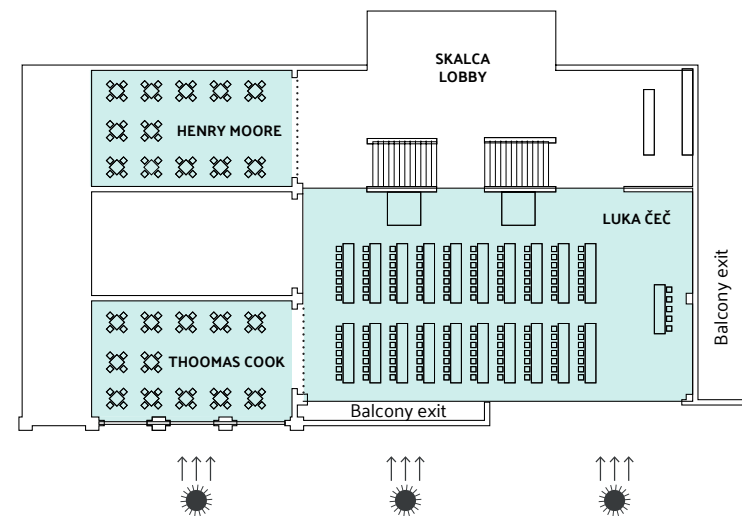 SKALCA
LOBBY
HENRY MOORE
LUKA ČEČ
Balcony exit
THOOMAS COOK
Balcony exit